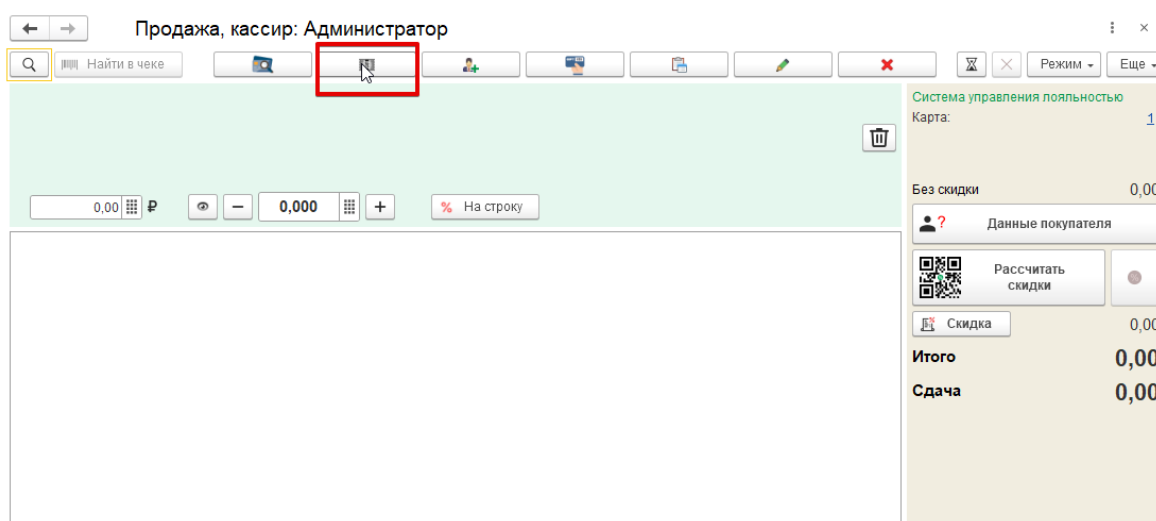 Продажа, кассир: Администратор
Найти в чеке
Режим
Еще
Система управления лояльностью
Карта:
1
Без скидки
0,00
0,00 ₽
0,000
% На строку
? Данные покупателя
Рассчитать
скидки
Скидка
0,00
Итого
0,00
Сдача
0,00